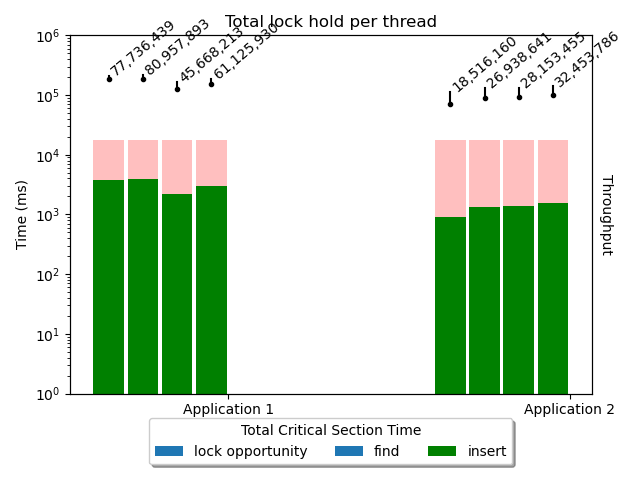 Total lock hold per thread
77,736,439
80,957,893
45,668,213
61,125,930
18,516,160
26,938,641
28,153,455
32,453,786
10^6
10^5
10^4
10^3
10^2
10^1
10^0
Time (ms)
Throughput
Application 1
Application 2
Total Critical Section Time
lock opportunity find insert